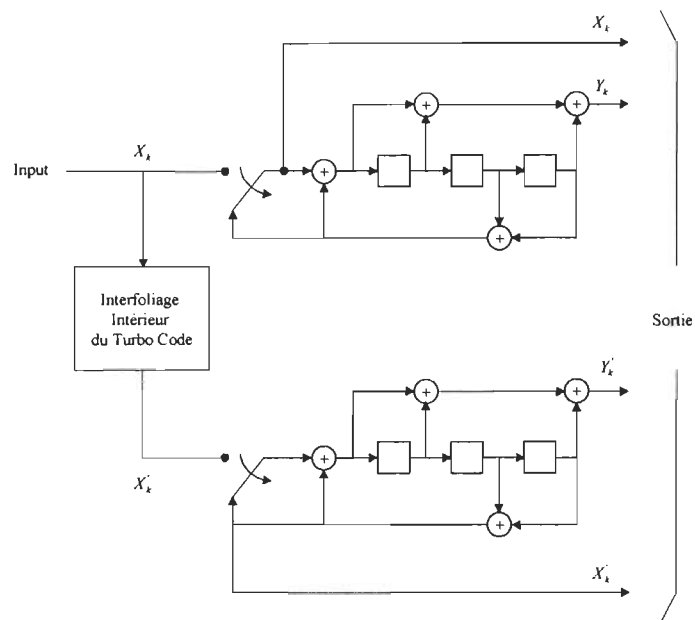 X_k
Y_k
+
+
X_k
Input
+
+
Interfoliage
Intérieur
du Turbo Code
Sortie
Y'_k
+
+
+
X'_k
+
X'_k